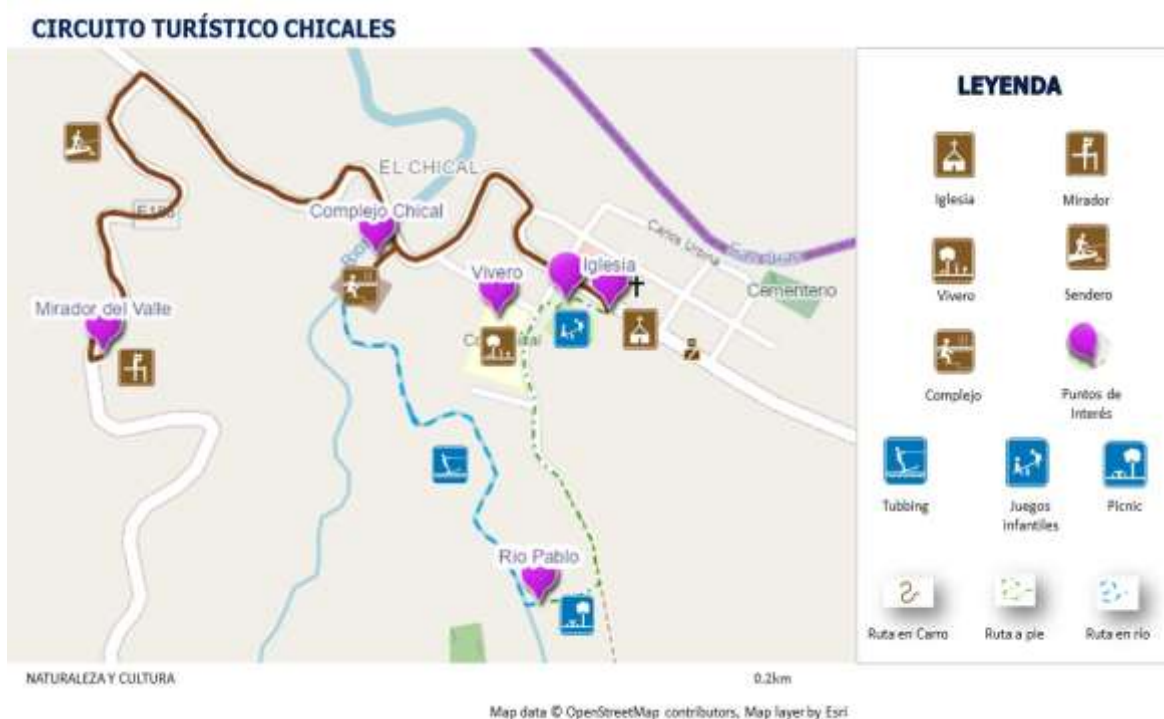 CIRCUITO TURÍSTICO CHICALES
EL CHICAL
Complejo Chical
Vivero
Iglesia
Carlos
Cementerio
Mirador del Valle
Rio Pablo
LEYENDA
Iglesia
Mirador
Vivero
Sendero
Complejo
Puntos de
Interés
Tubbing
Juegos
infantiles
Picnic
Ruta en Carro
Ruta a pie
Ruta en río
NATURALEZA Y CULTURA
0.2km
Map data © OpenStreetMap contributors, Map layer by Esri